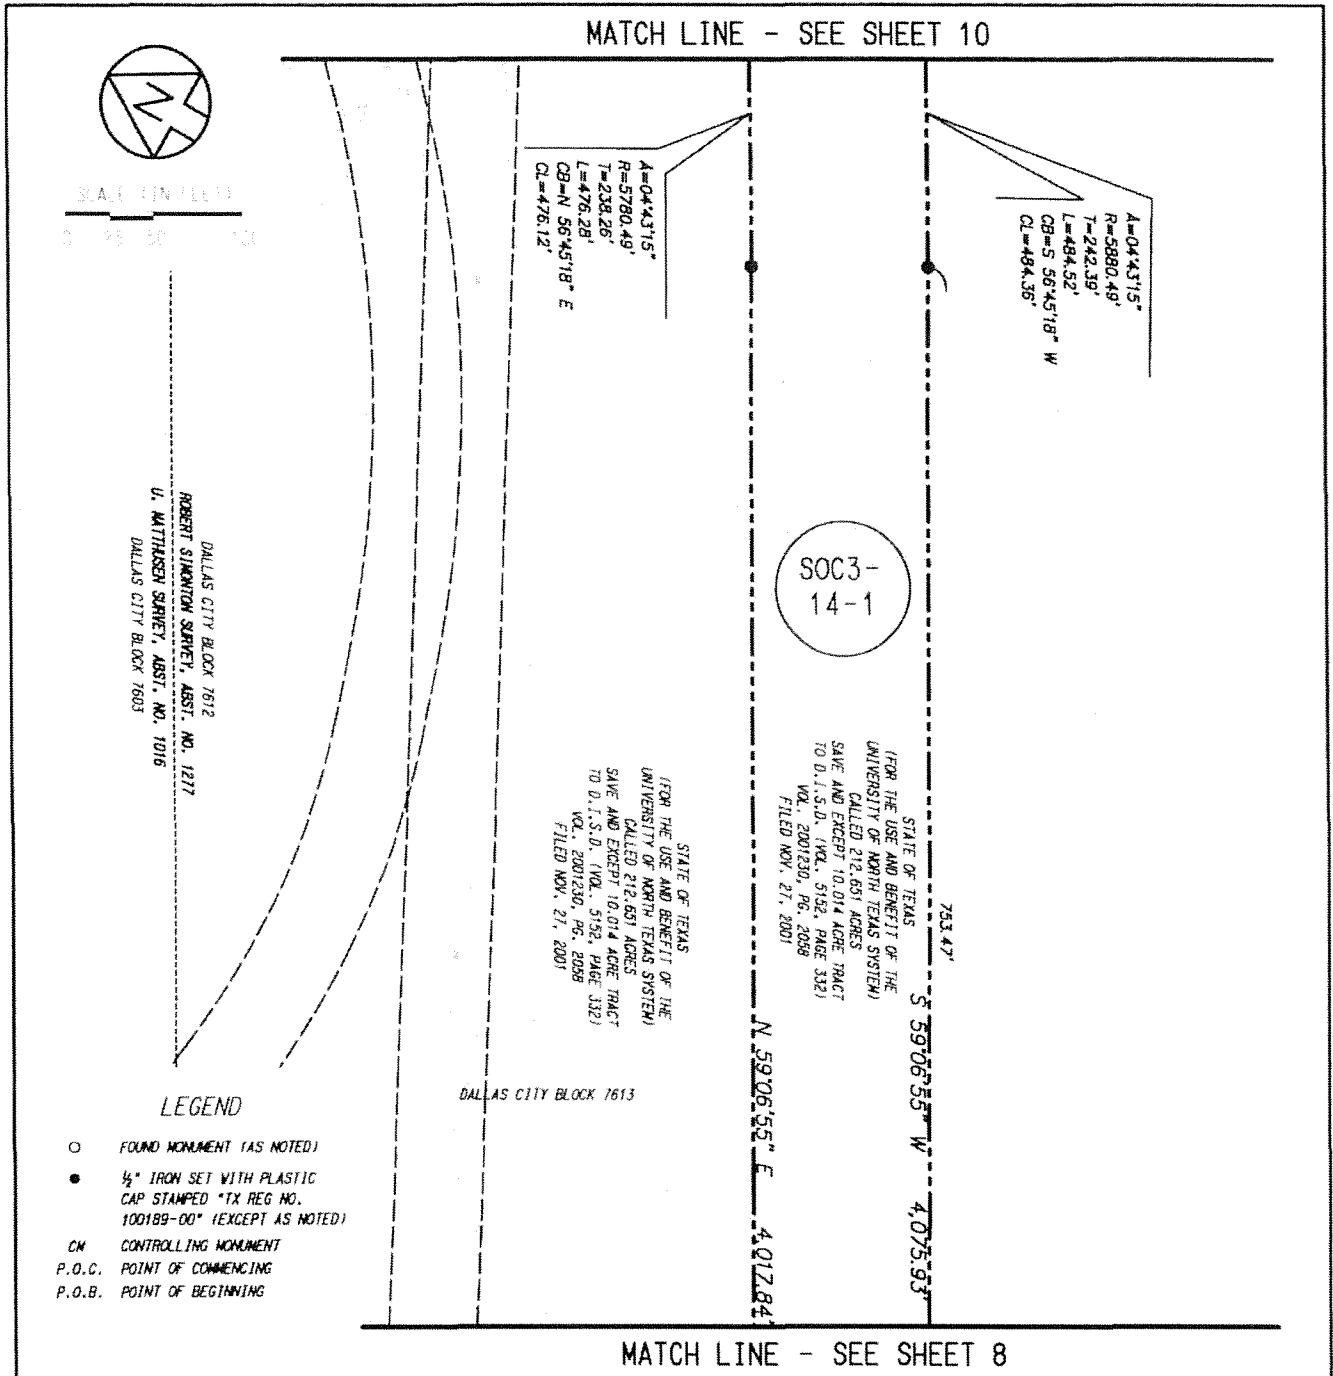 MATCH LINE - SEE SHEET 10
N
SCALE (IN FEET)
Δ=04°43'15"
R=5780.49'
T=238.26'
L=476.28'
CB=N 56°45'18" E
CL=476.12'
Δ=04°43'15"
R=5880.49'
T=242.39'
L=484.52'
CB=S 56°45'18" W
CL=484.36'
SOC3-
14-1
DALLAS CITY BLOCK 7612
ROBERT SIMONTON SURVEY, ABST. NO. 1277
U. MATTHUSEN SURVEY, ABST. NO. 1016
DALLAS CITY BLOCK 7603
STATE OF TEXAS
(FOR THE USE AND BENEFIT OF THE
UNIVERSITY OF NORTH TEXAS SYSTEM)
CALLED 212.651 ACRES
SAVE AND EXCEPT 10.014 ACRE TRACT
TO D.I.S.D. (VOL. 5152, PAGE 332)
VOL. 2001230, PG. 2058
FILED NOV. 27, 2001
STATE OF TEXAS
(FOR THE USE AND BENEFIT OF THE
UNIVERSITY OF NORTH TEXAS SYSTEM)
CALLED 212.651 ACRES
SAVE AND EXCEPT 10.014 ACRE TRACT
TO D.I.S.D. (VOL. 5152, PAGE 332)
VOL. 2001230, PG. 2058
FILED NOV. 27, 2001
753.47'
N 59°06'55" E 4,017.84'
S 59°06'55" W 4,075.93'
DALLAS CITY BLOCK 7613
LEGEND
○ FOUND MONUMENT (AS NOTED)
● ½" IRON SET WITH PLASTIC
CAP STAMPED "TX REG NO.
100189-00" (EXCEPT AS NOTED)
CM CONTROLLING MONUMENT
P.O.C. POINT OF COMMENCING
P.O.B. POINT OF BEGINNING
MATCH LINE - SEE SHEET 8